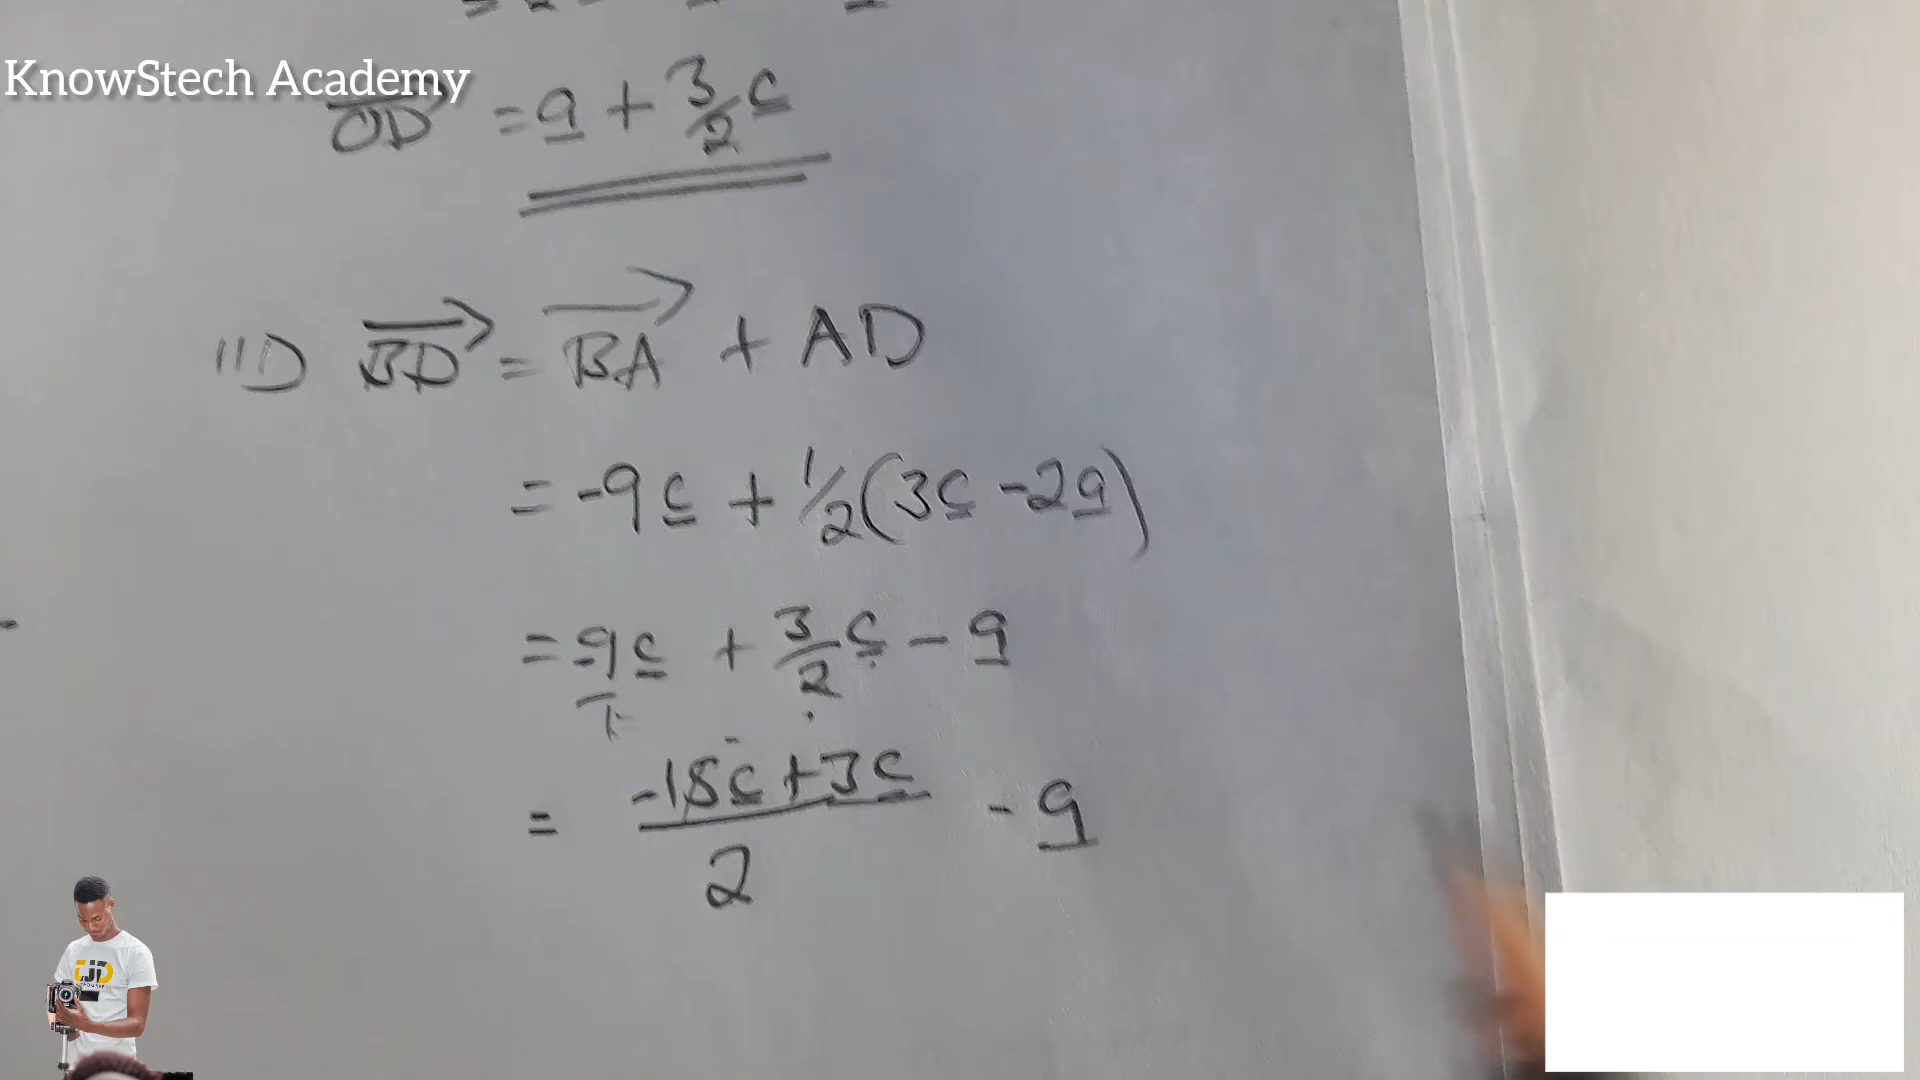 KnowStech Academy
OD = a + 3/2 c
iii) BD = BA + AD
= -9c + 1/2(3c - 2a)
= -9c + 3/2 c - a
= -18c + 3c / 2 - a